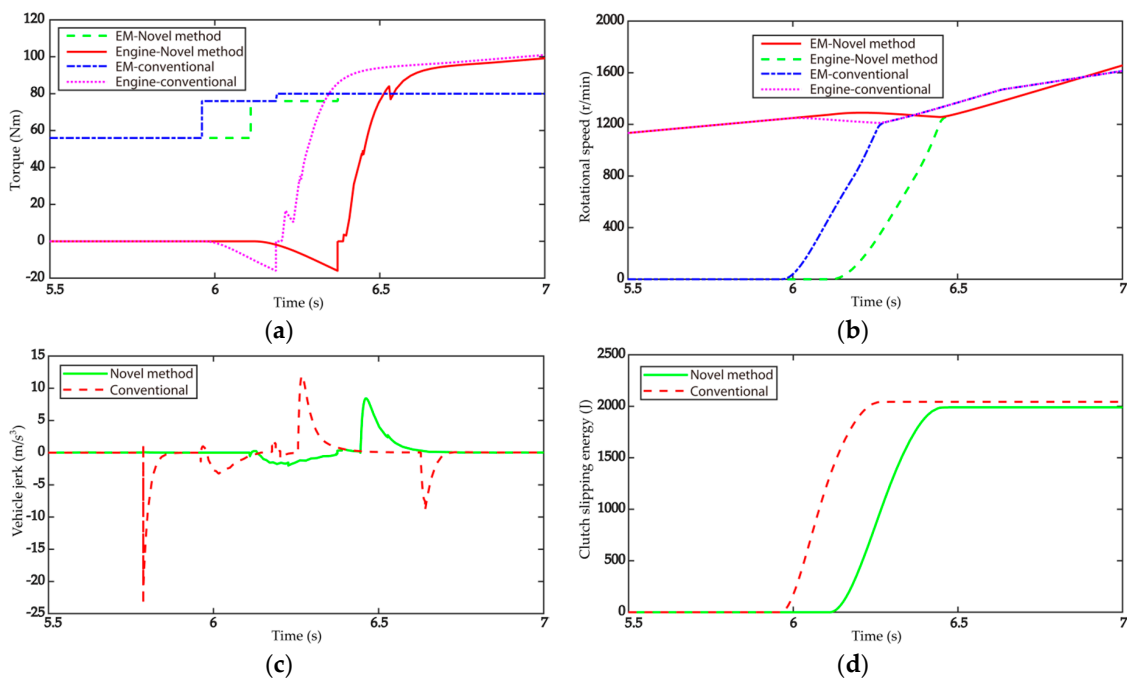 120
100
80
60
40
20
0
-20
Torque (Nm)
EM-Novel method
Engine-Novel method
EM-conventional
Engine-conventional
5.5
6
6.5
7
Time (s)
(a)
2000
1600
1200
800
400
0
Rotational speed (r/min)
EM-Novel method
Engine-Novel method
EM-conventional
Engine-conventional
5.5
6
6.5
7
Time (s)
(b)
15
10
5
0
-5
-10
-15
-20
-25
Vehicle jerk (m/s³)
Novel method
Conventional
5.5
6
6.5
7
Time (s)
(c)
2500
2000
1500
1000
500
0
Clutch slipping energy (J)
Novel method
Conventional
5.5
6
6.5
7
Time (s)
(d)